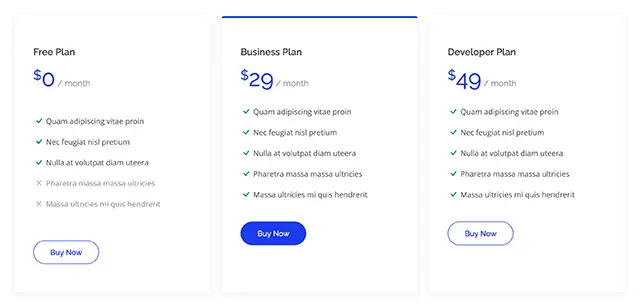 Free Plan
$0 / month
Quam adipiscing vitae proin
Nec feugiat nisl pretium
Nulla at volutpat diam uteera
Pharetra massa massa ultricies
Massa ultricies mi quis hendrerit
Buy Now
Business Plan
$29 / month
Quam adipiscing vitae proin
Nec feugiat nisl pretium
Nulla at volutpat diam uteera
Pharetra massa massa ultricies
Massa ultricies mi quis hendrerit
Buy Now
Developer Plan
$49 / month
Quam adipiscing vitae proin
Nec feugiat nisl pretium
Nulla at volutpat diam uteera
Pharetra massa massa ultricies
Massa ultricies mi quis hendrerit
Buy Now